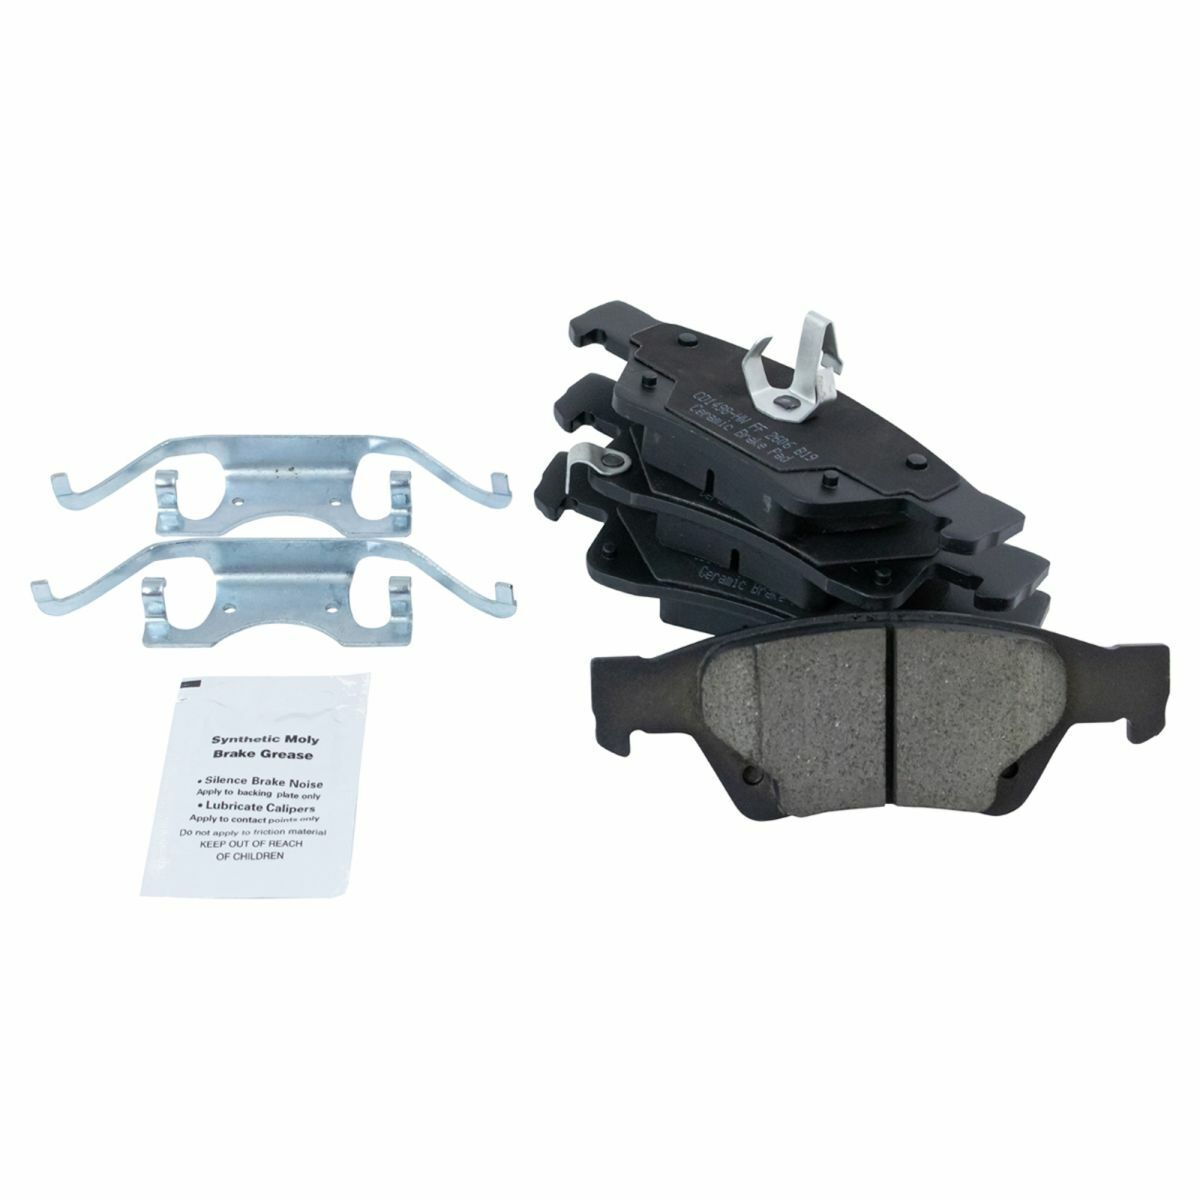 CD1498-HW FF 2606 B19
Ceramic Brake Pad
Ceramic Brake
Synthetic Moly
Brake Grease
• Silence Brake Noise
Apply to backing plate only
• Lubricate Calipers
Apply to contact points only
Do not apply to friction material
KEEP OUT OF REACH
OF CHILDREN